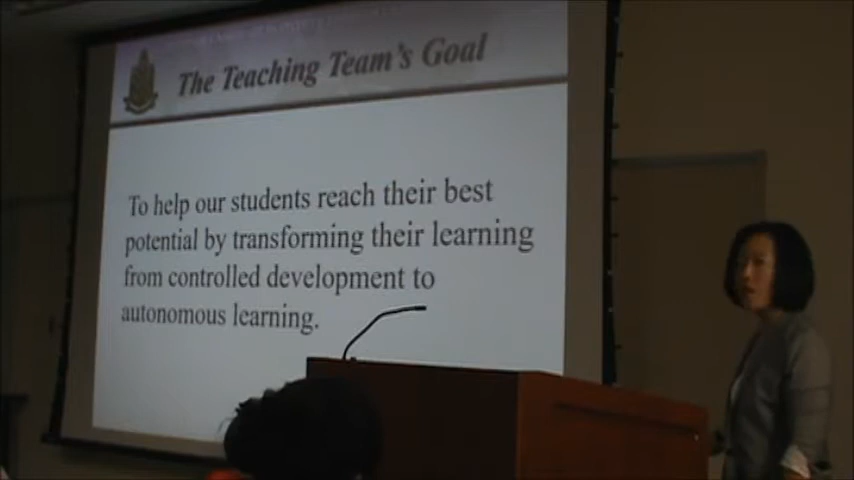 The Teaching Team's Goal
To help our students reach their best
potential by transforming their learning
from controlled development to
autonomous learning.